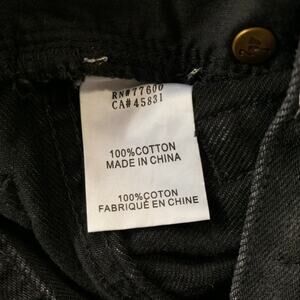 RN#77600
CA#45831
100%COTTON
MADE IN CHINA
100%COTON
FABRIQUÉ EN CHINE